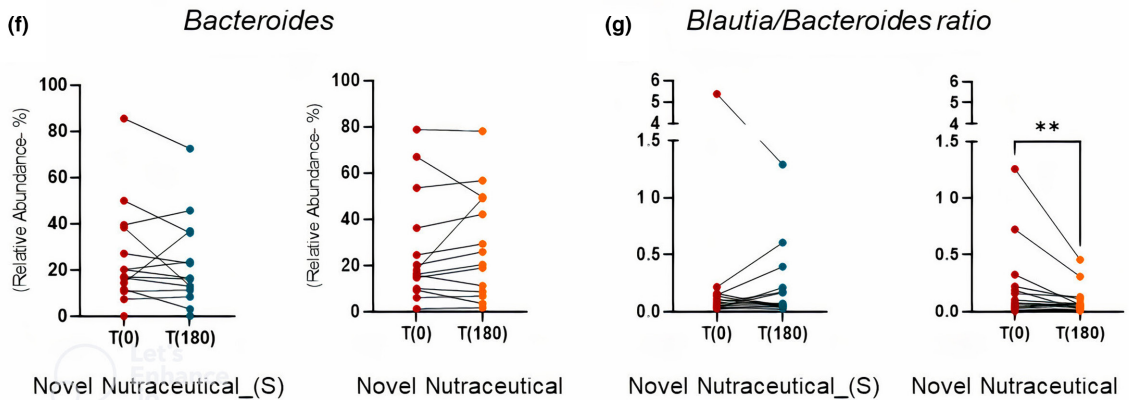 (f)
Bacteroides
(g)
Blautia/Bacteroides ratio
(Relative Abundance- %)
100
80
60
40
20
0
T(0) T(180)
Novel Nutraceutical_(S)
(Relative Abundance- %)
100
80
60
40
20
0
T(0) T(180)
Novel Nutraceutical
6
5
4
1.5
1 0
0.5
0.0
T(0) T(180)
Novel Nutraceutical_(S)
6
5
4
1.5
1 0
0.5
0.0
**
T(0) T(180)
Novel Nutraceutical
Let's
Enhance